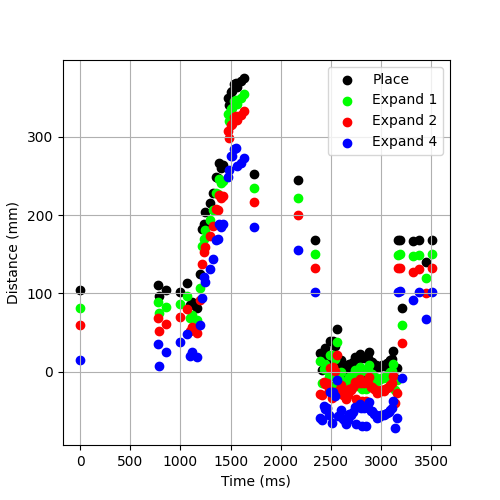 Place
Expand 1
Expand 2
Expand 4
300
200
100
0
Distance (mm)
0
500
1000
1500
2000
2500
3000
3500
Time (ms)